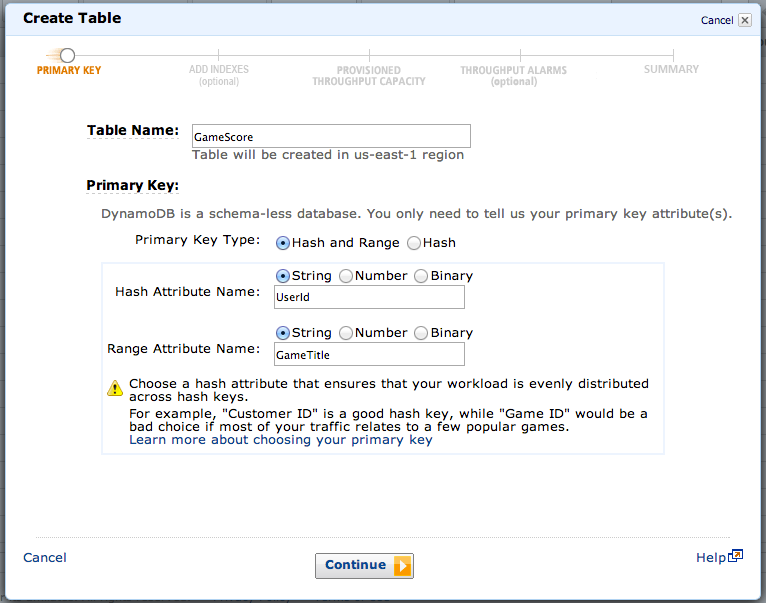 Create Table
Cancel
PRIMARY KEY
ADD INDEXES
(optional)
PROVISIONED
THROUGHPUT CAPACITY
THROUGHPUT ALARMS
(optional)
SUMMARY
Table Name:
GameScore
Table will be created in us-east-1 region
Primary Key:
DynamoDB is a schema-less database. You only need to tell us your primary key attribute(s).
Primary Key Type: Hash and Range Hash
String Number Binary
Hash Attribute Name:
UserId
String Number Binary
Range Attribute Name:
GameTitle
Choose a hash attribute that ensures that your workload is evenly distributed
across hash keys.
For example, "Customer ID" is a good hash key, while "Game ID" would be a
bad choice if most of your traffic relates to a few popular games.
Learn more about choosing your primary key
Cancel
Continue
Help